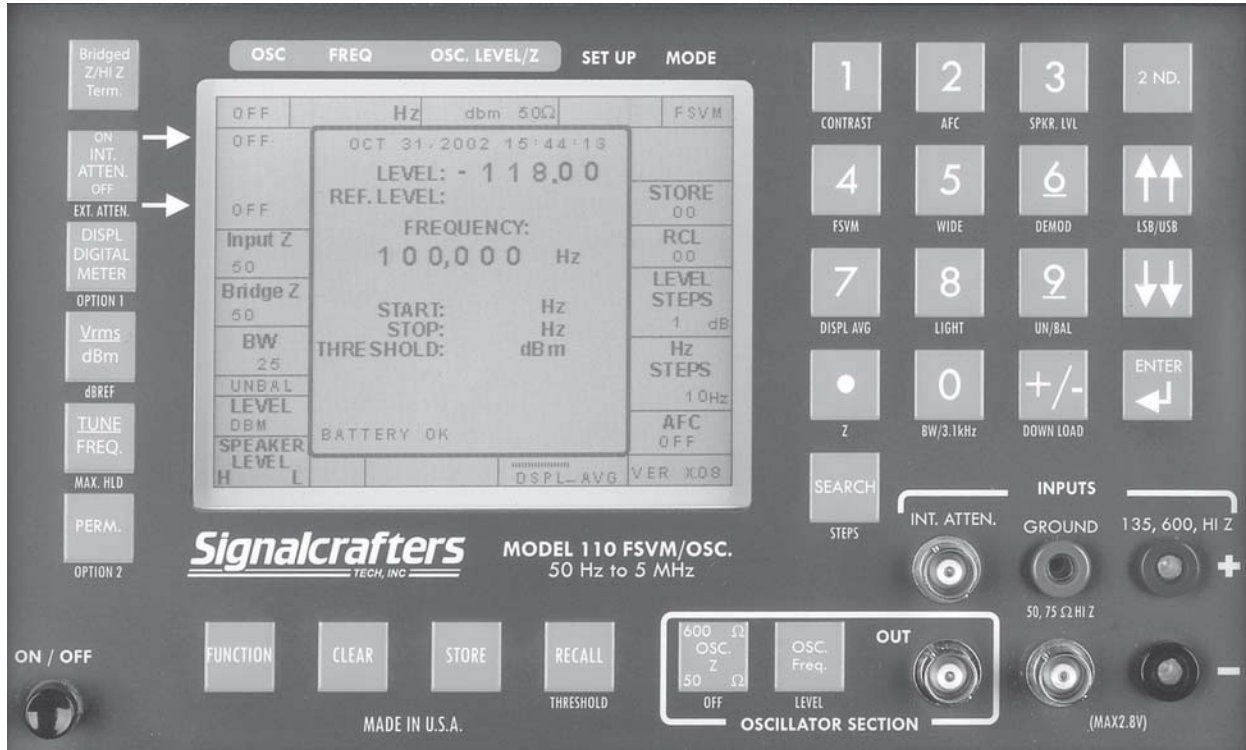 OSC FREQ OSC. LEVEL/Z SET UP MODE
Bridged
Z/HI Z
Term.
ON
INT.
ATTEN.
OFF
EXT. ATTEN.
DISPL
DIGITAL
METER
OPTION 1
Vrms
dBm
dBREF
TUNE
FREQ.
MAX. HLD
PERM.
OPTION 2
ON / OFF
OFF Hz dbm 50Ω FSVM
OFF
OFF
Input Z
50
Bridge Z
50
BW
25
UNBAL
LEVEL
DBM
SPEAKER
LEVEL
H L
OCT 31-2002 15:44:18
LEVEL: - 118.00
REF. LEVEL:
FREQUENCY:
100,000 Hz
START: Hz
STOP: Hz
THRESHOLD: dBm
BATTERY OK
DSPL-AVG
STORE
00
RCL
00
LEVEL
STEPS
1 dB
Hz
STEPS
10Hz
AFC
OFF
VER X.08
1 2 3 2 ND.
CONTRAST AFC SPKR. LVL
4 5 6
FSVM WIDE DEMOD LSB/USB
7 8 9
DISPL AVG LIGHT UN/BAL
• 0 +/- ENTER
Z BW/3.1kHz DOWN LOAD
SEARCH
STEPS
INPUTS
INT. ATTEN. GROUND 135, 600, HI Z
+
50, 75 Ω HI Z
-
(MAX2.8V)
Signalcrafters
TECH, INC
MODEL 110 FSVM/OSC.
50 Hz to 5 MHz
FUNCTION CLEAR STORE RECALL
THRESHOLD
MADE IN U.S.A.
600 Ω
OSC.
Z
50 Ω
OFF
OSC.
Freq.
LEVEL
OUT
OSCILLATOR SECTION